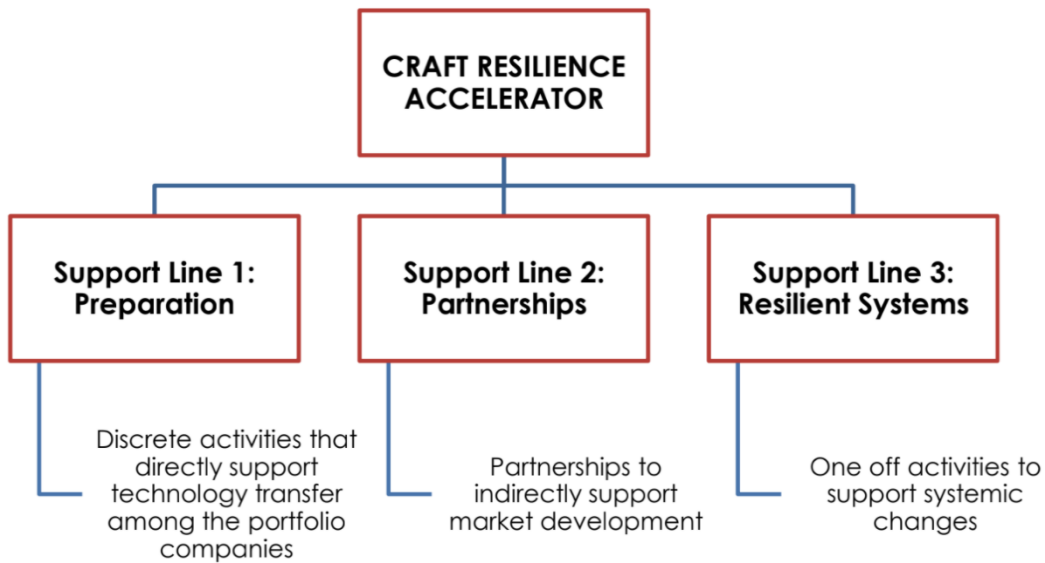 CRAFT RESILIENCE
ACCELERATOR
Support Line 1:
Preparation
Support Line 2:
Partnerships
Support Line 3:
Resilient Systems
Discrete activities that
directly support
technology transfer
among the portfolio
companies
Partnerships to
indirectly support
market development
One off activities to
support systemic
changes